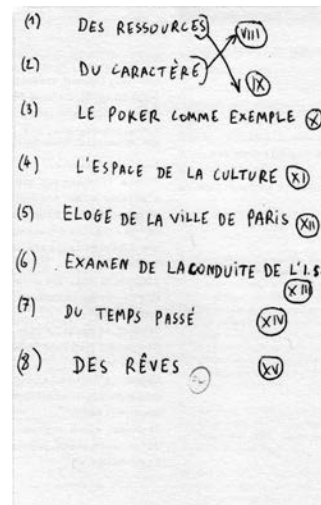 (1) DES RESSOURCES VIII
(2) DU CARACTÈRE IX
(3) LE POKER COMME EXEMPLE X
(4) L'ESPACE DE LA CULTURE XI
(5) ELOGE DE LA VILLE DE PARIS XII
(6) EXAMEN DE LA CONDUITE DE L'I.S
XIII
(7) DU TEMPS PASSÉ XIV
(8) DES RÊVES XV